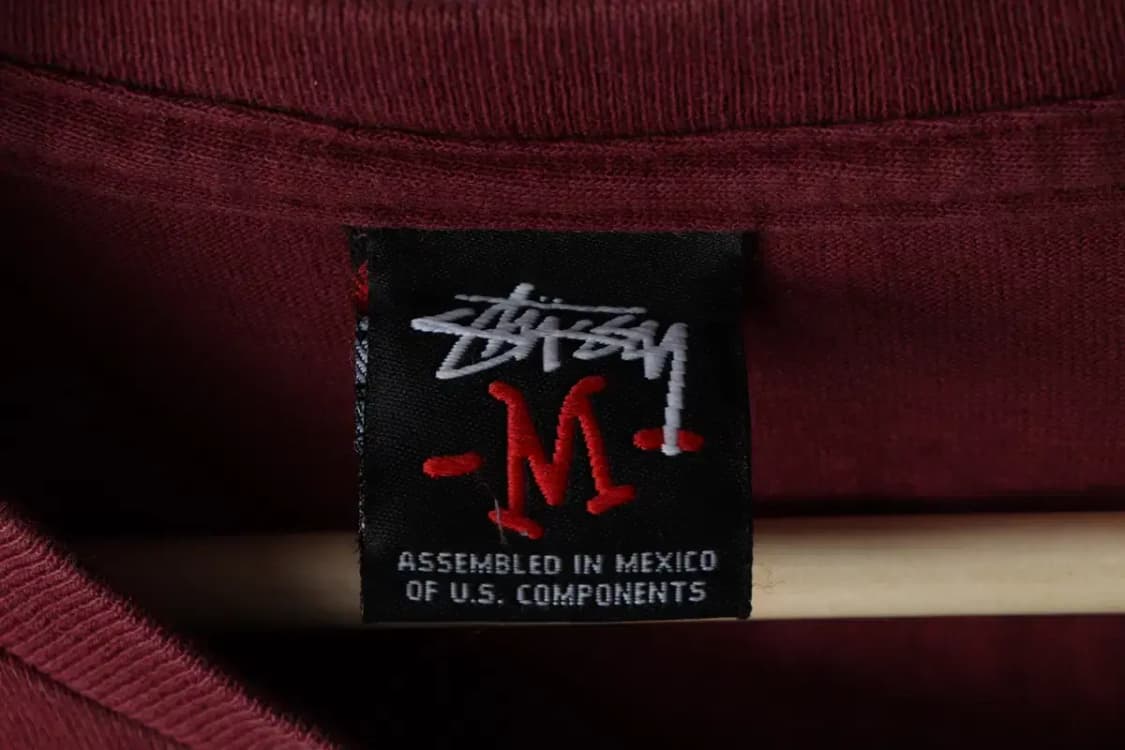 Stüssy
-M-
ASSEMBLED IN MEXICO
OF U.S. COMPONENTS